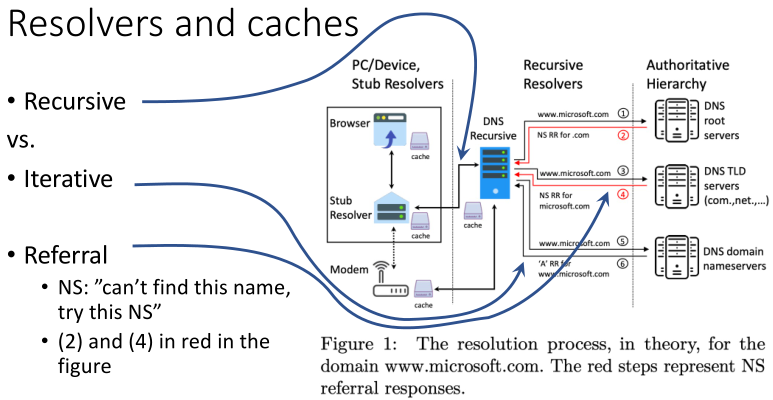 Resolvers and caches
• Recursive
vs.
• Iterative
• Referral
• NS: ”can’t find this name,
try this NS”
• (2) and (4) in red in the
figure
PC/Device,
Stub Resolvers
Recursive
Resolvers
Authoritative
Hierarchy
Browser
cache
Stub
Resolver
cache
Modem
cache
DNS
Recursive
cache
www.microsoft.com ①
NS RR for .com ②
www.microsoft.com ③
NS RR for ④
microsoft.com
www.microsoft.com ⑤
'A' RR for ⑥
www.microsoft.com
DNS
root
servers
DNS TLD
servers
(com.,net.,...)
DNS domain
nameservers
Figure 1: The resolution process, in theory, for the
domain www.microsoft.com. The red steps represent NS
referral responses.